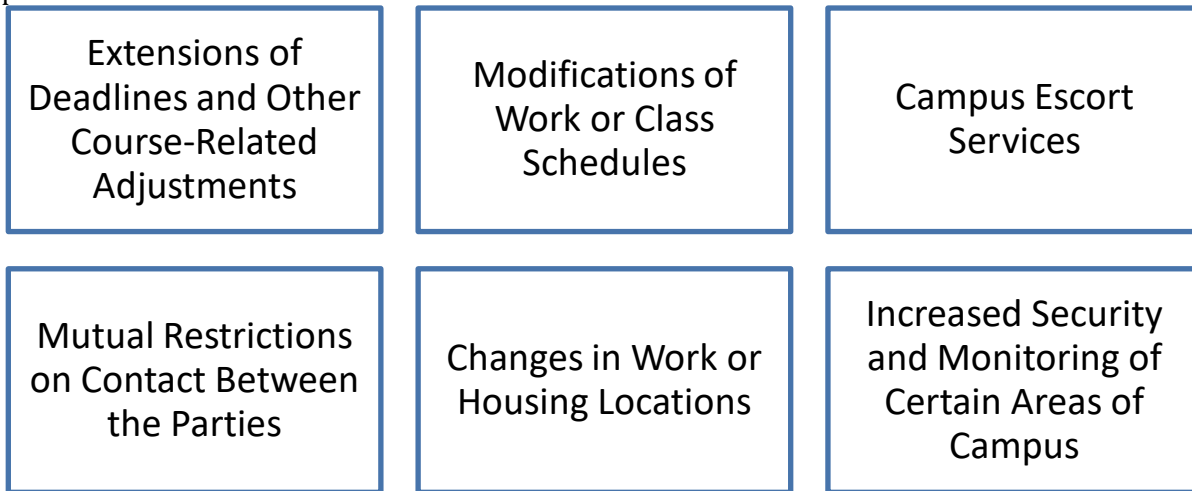 Extensions of
Deadlines and Other
Course-Related
Adjustments
Modifications of
Work or Class
Schedules
Campus Escort
Services
Mutual Restrictions
on Contact Between
the Parties
Changes in Work or
Housing Locations
Increased Security
and Monitoring of
Certain Areas of
Campus